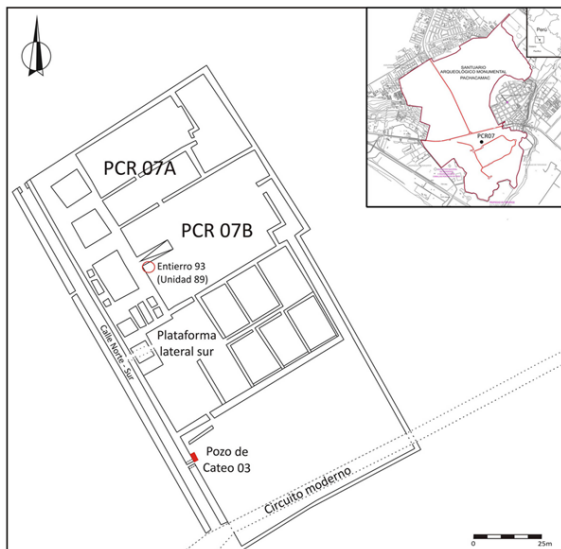 Perú
SANTUARIO
ARQUEOLÓGICO MONUMENTAL
PACHACAMAC
PCR07
PCR 07A
PCR 07B
Entierro 93
(Unidad 89)
Plataforma
lateral sur
Calle Norte - Sur
Pozo de
Cateo 03
Circuito moderno
0
25m